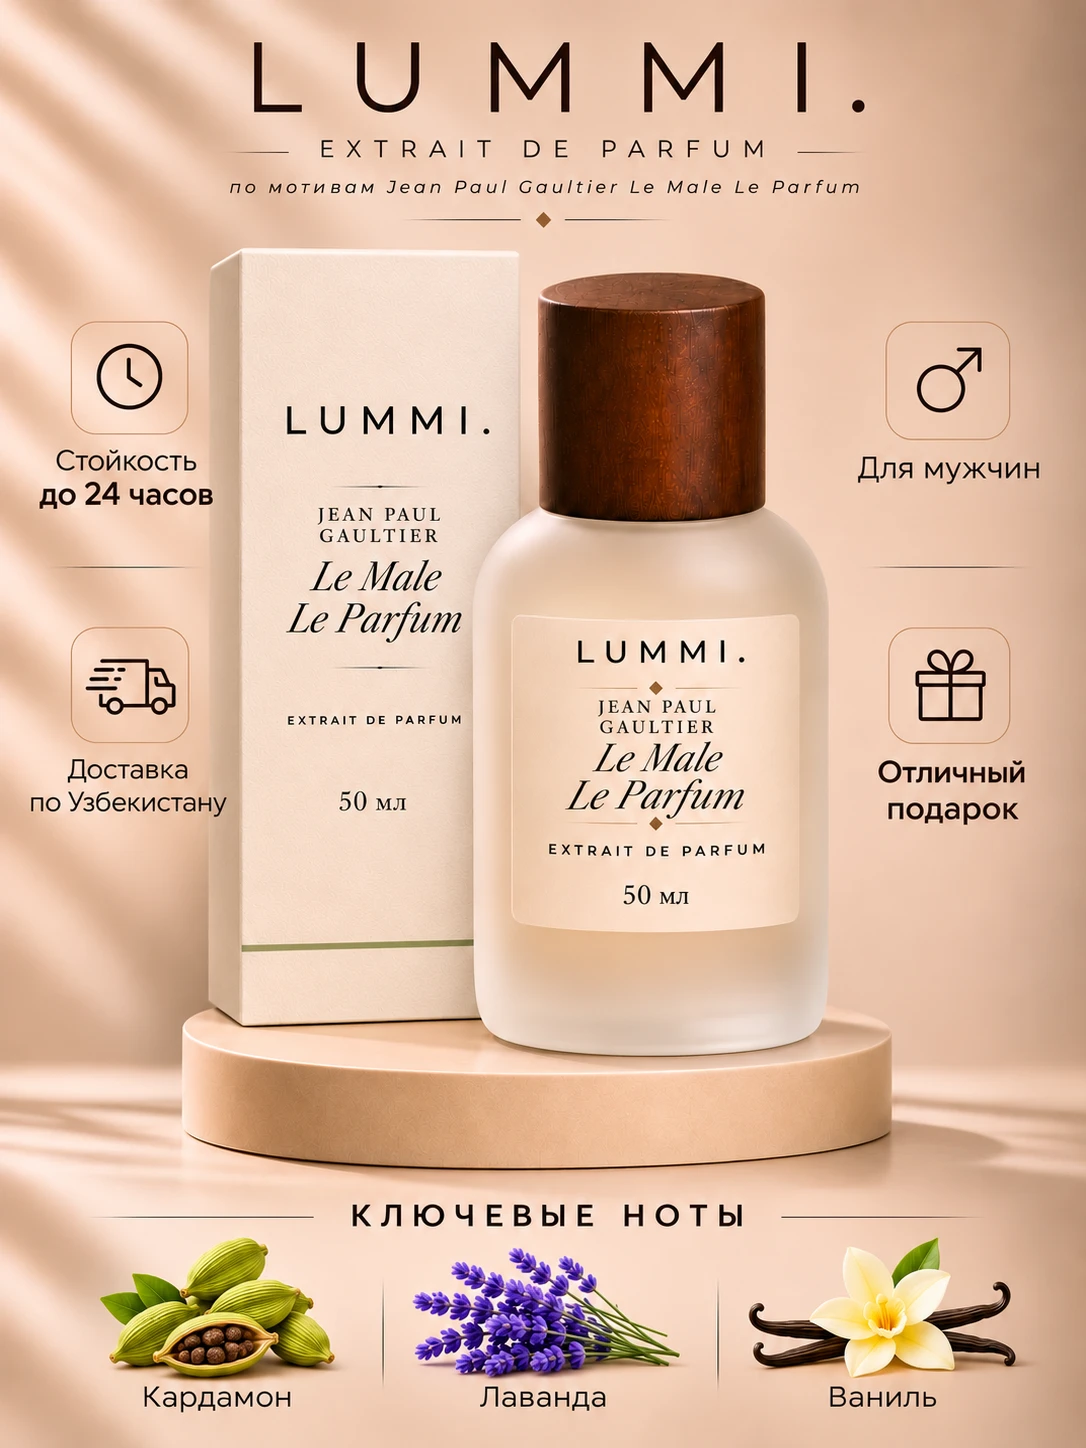 LUMMI.
EXTRAIT DE PARFUM
по мотивам Jean Paul Gaultier Le Male Le Parfum
Стойкость
до 24 часов
Доставка
по Узбекистану
LUMMI.
JEAN PAUL
GAULTIER
Le Male
Le Parfum
EXTRAIT DE PARFUM
50 мл
LUMMI.
JEAN PAUL
GAULTIER
Le Male
Le Parfum
EXTRAIT DE PARFUM
50 мл
Для мужчин
Отличный
подарок
КЛЮЧЕВЫЕ НОТЫ
Кардамон
Лаванда
Ваниль